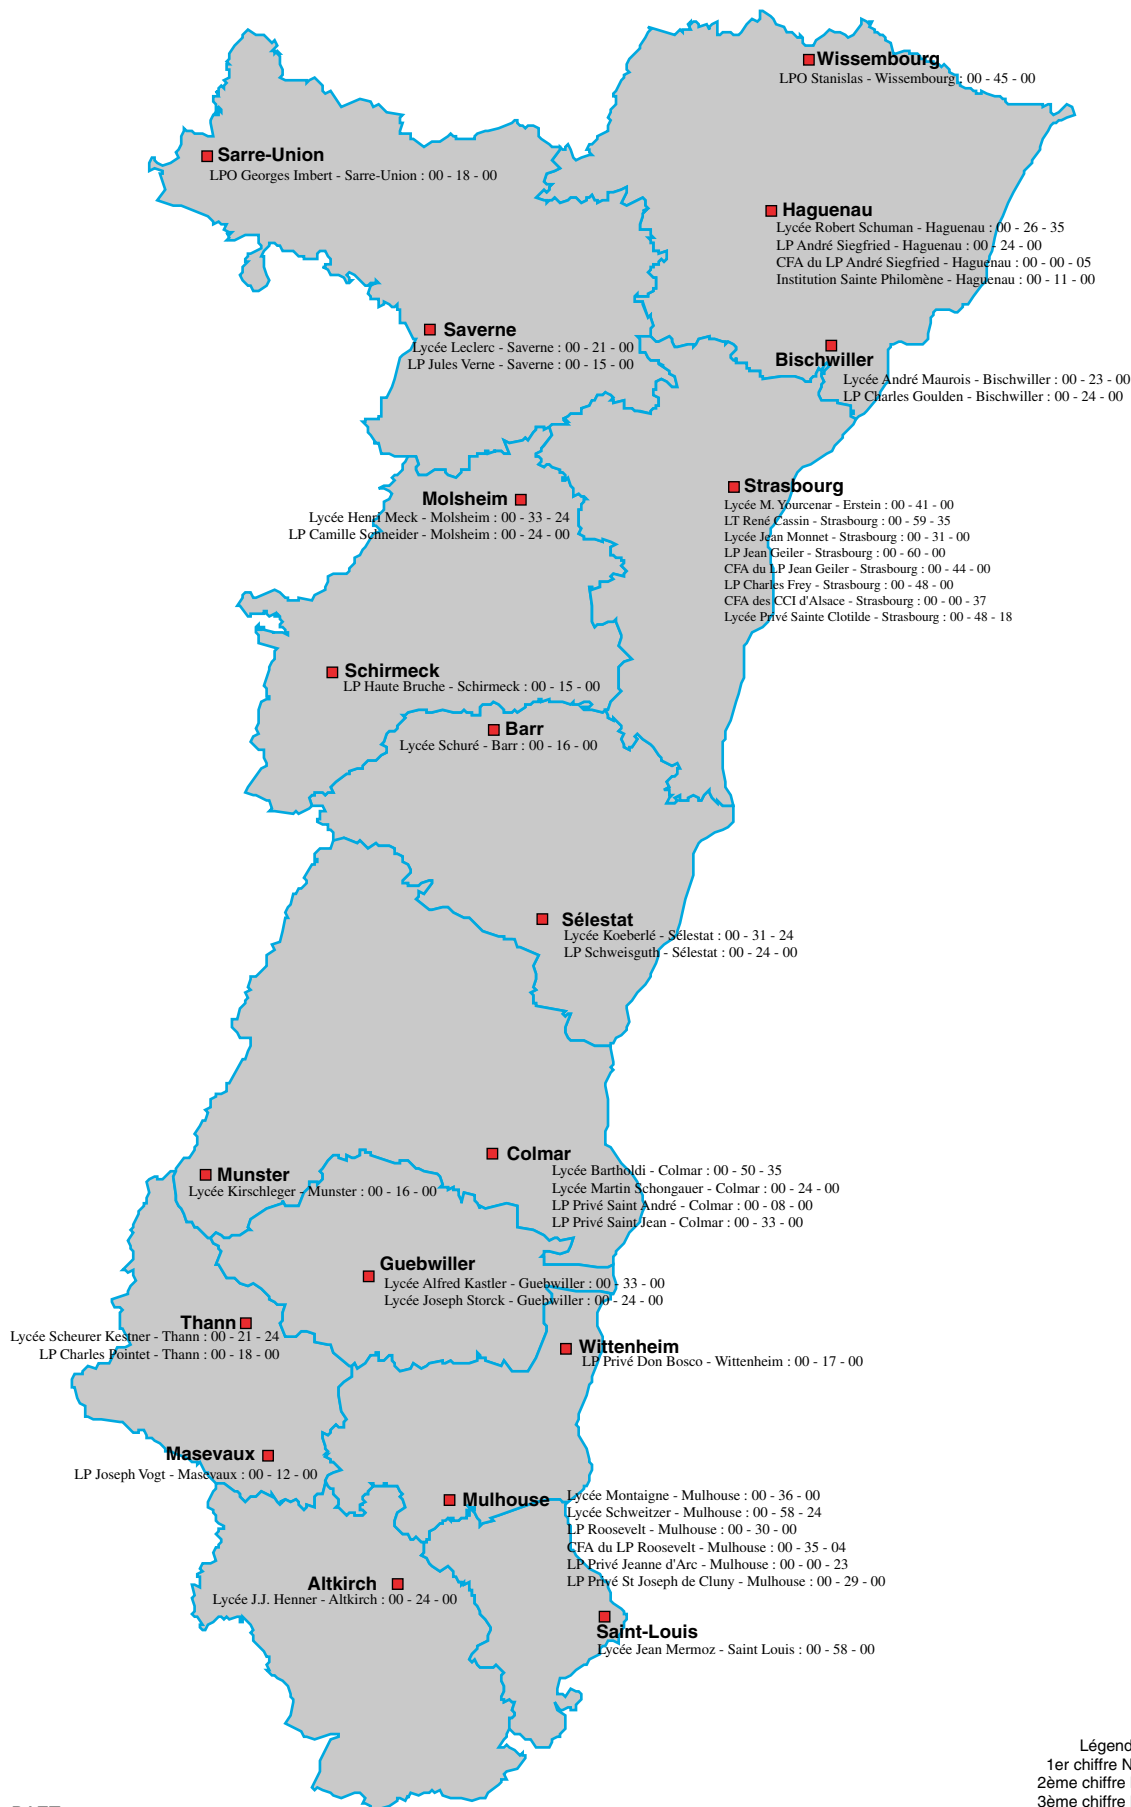 Wissembourg
LPO Stanislas - Wissembourg : 00 - 45 - 00
Sarre-Union
LPO Georges Imbert - Sarre-Union : 00 - 18 - 00
Haguenau
Lycée Robert Schuman - Haguenau : 00 - 26 - 35
LP André Siegfried - Haguenau : 00 - 24 - 00
CFA du LP André Siegfried - Haguenau : 00 - 00 - 05
Institution Sainte Philomène - Haguenau : 00 - 11 - 00
Saverne
Lycée Leclerc - Saverne : 00 - 21 - 00
LP Jules Verne - Saverne : 00 - 15 - 00
Bischwiller
Lycée André Maurois - Bischwiller : 00 - 23 - 00
LP Charles Goulden - Bischwiller : 00 - 24 - 00
Molsheim
Lycée Henri Meck - Molsheim : 00 - 33 - 24
LP Camille Schneider - Molsheim : 00 - 24 - 00
Strasbourg
Lycée M. Yourcenar - Erstein : 00 - 41 - 00
LT René Cassin - Strasbourg : 00 - 59 - 35
Lycée Jean Monnet - Strasbourg : 00 - 31 - 00
LP Jean Geiler - Strasbourg : 00 - 60 - 00
CFA du LP Jean Geiler - Strasbourg : 00 - 44 - 00
LP Charles Frey - Strasbourg : 00 - 48 - 00
CFA des CCI d'Alsace - Strasbourg : 00 - 00 - 37
Lycée Privé Sainte Clotilde - Strasbourg : 00 - 48 - 18
Schirmeck
LP Haute Bruche - Schirmeck : 00 - 15 - 00
Barr
Lycée Schuré - Barr : 00 - 16 - 00
Sélestat
Lycée Koeberlé - Sélestat : 00 - 31 - 24
LP Schweisguth - Sélestat : 00 - 24 - 00
Colmar
Lycée Bartholdi - Colmar : 00 - 50 - 35
Lycée Martin Schongauer - Colmar : 00 - 24 - 00
LP Privé Saint André - Colmar : 00 - 08 - 00
LP Privé Saint Jean - Colmar : 00 - 33 - 00
Munster
Lycée Kirschleger - Munster : 00 - 16 - 00
Guebwiller
Lycée Alfred Kastler - Guebwiller : 00 - 33 - 00
Lycée Joseph Storck - Guebwiller : 00 - 24 - 00
Thann
Lycée Scheurer Kestner - Thann : 00 - 21 - 24
LP Charles Pointet - Thann : 00 - 18 - 00
Wittenheim
LP Privé Don Bosco - Wittenheim : 00 - 17 - 00
Masevaux
LP Joseph Vogt - Masevaux : 00 - 12 - 00
Mulhouse
Lycée Montaigne - Mulhouse : 00 - 36 - 00
Lycée Schweitzer - Mulhouse : 00 - 58 - 24
LP Roosevelt - Mulhouse : 00 - 30 - 00
CFA du LP Roosevelt - Mulhouse : 00 - 35 - 04
LP Privé Jeanne d'Arc - Mulhouse : 00 - 00 - 23
LP Privé St Joseph de Cluny - Mulhouse : 00 - 29 - 00
Altkirch
Lycée J.J. Henner - Altkirch : 00 - 24 - 00
Saint-Louis
Lycée Jean Mermoz - Saint Louis : 00 - 58 - 00
Légend
1er chiffre N
2ème chiffre
3ème chiffre